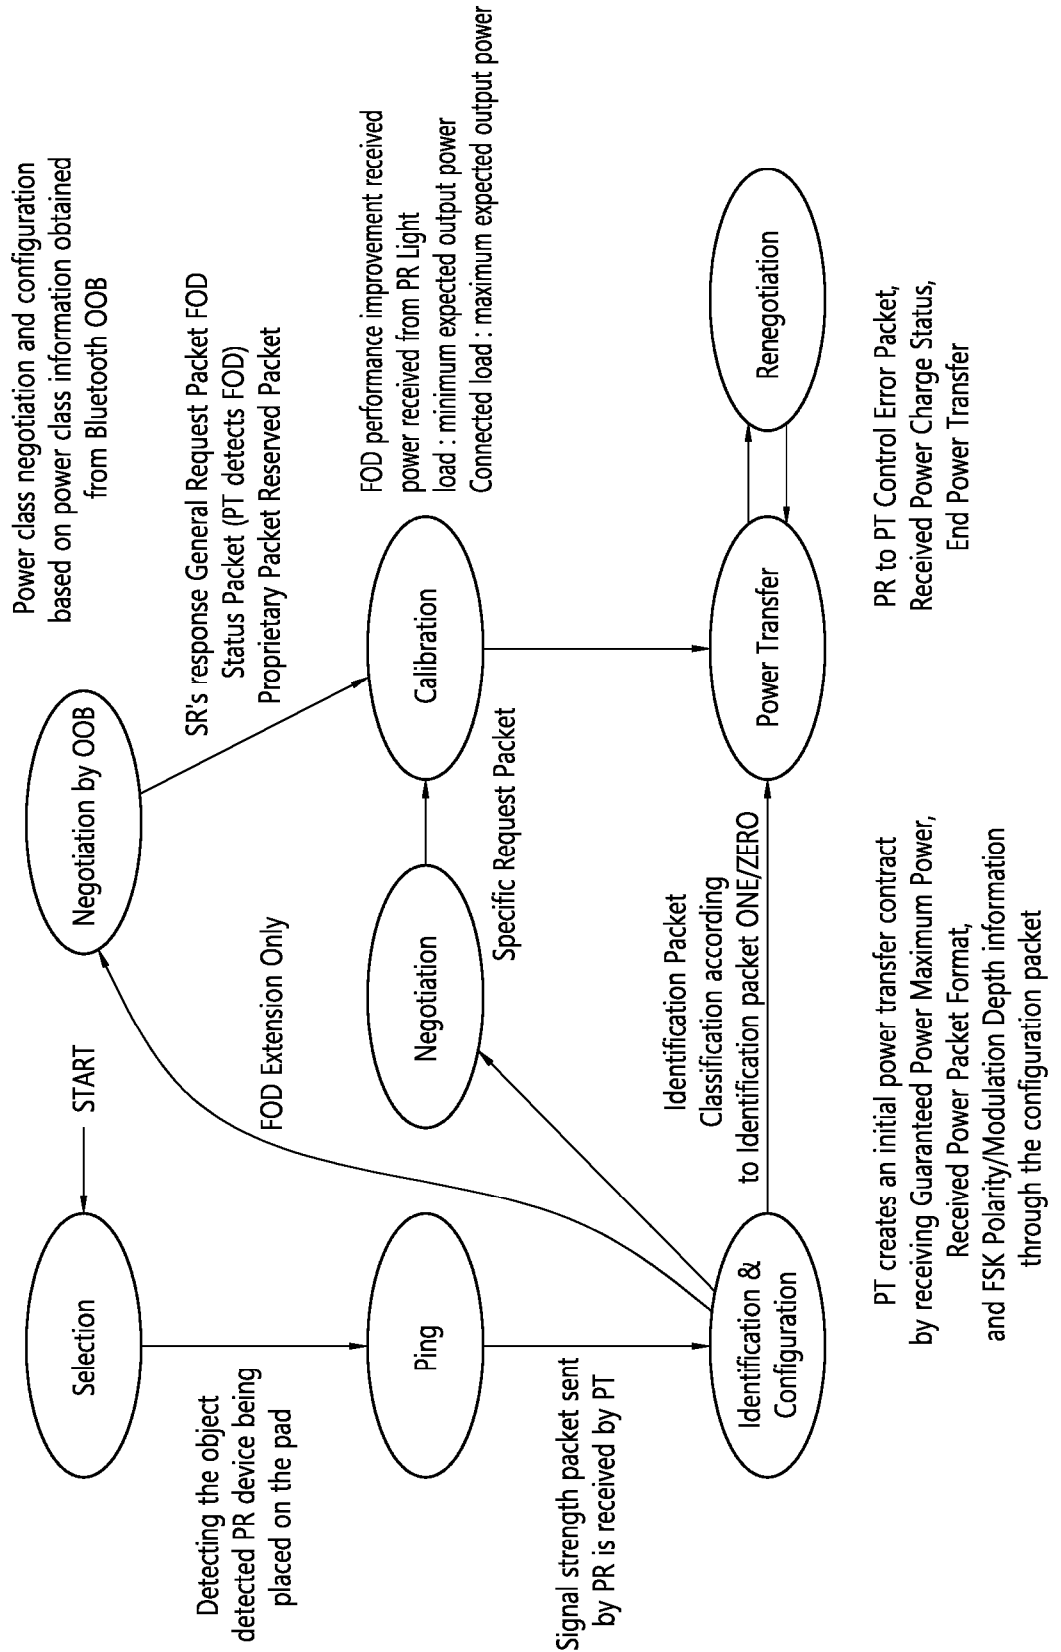 START
Selection
Detecting the object
detected PR device being
placed on the pad
Ping
Signal strength packet sent
by PR is received by PT
Identification &
Configuration
PT creates an initial power transfer contract
by receiving Guaranteed Power Maximum Power,
Received Power Packet Format,
and FSK Polarity/Modulation Depth information
through the configuration packet
FOD Extension Only
Negotiation by OOB
Power class negotiation and configuration
based on power class information obtained
from Bluetooth OOB
SR's response General Request Packet FOD
Status Packet (PT detects FOD)
Proprietary Packet Reserved Packet
Negotiation
Specific Request Packet
Calibration
FOD performance improvement received
power received from PR Light
load : minimum expected output power
Connected load : maximum expected output power
Identification Packet
Classification according
to Identification packet ONE/ZERO
Power Transfer
Renegotiation
PR to PT Control Error Packet,
Received Power Charge Status,
End Power Transfer